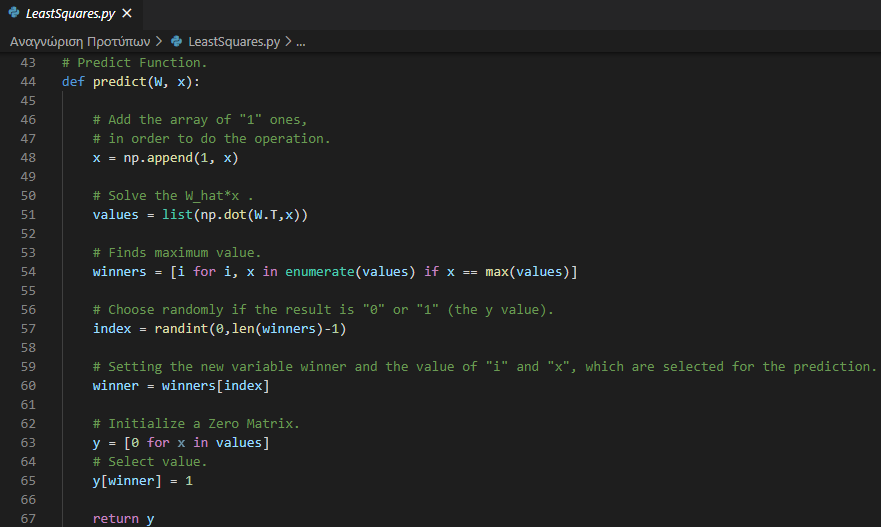 LeastSquares.py ×
Αναγνώριση Προτύπων > LeastSquares.py > ...
43 # Predict Function.
44 def predict(W, x):
45
46 # Add the array of "1" ones,
47 # in order to do the operation.
48 x = np.append(1, x)
49
50 # Solve the W_hat*x .
51 values = list(np.dot(W.T,x))
52
53 # Finds maximum value.
54 winners = [i for i, x in enumerate(values) if x == max(values)]
55
56 # Choose randomly if the result is "0" or "1" (the y value).
57 index = randint(0,len(winners)-1)
58
59 # Setting the new variable winner and the value of "i" and "x", which are selected for the prediction.
60 winner = winners[index]
61
62 # Initialize a Zero Matrix.
63 y = [0 for x in values]
64 # Select value.
65 y[winner] = 1
66
67 return y